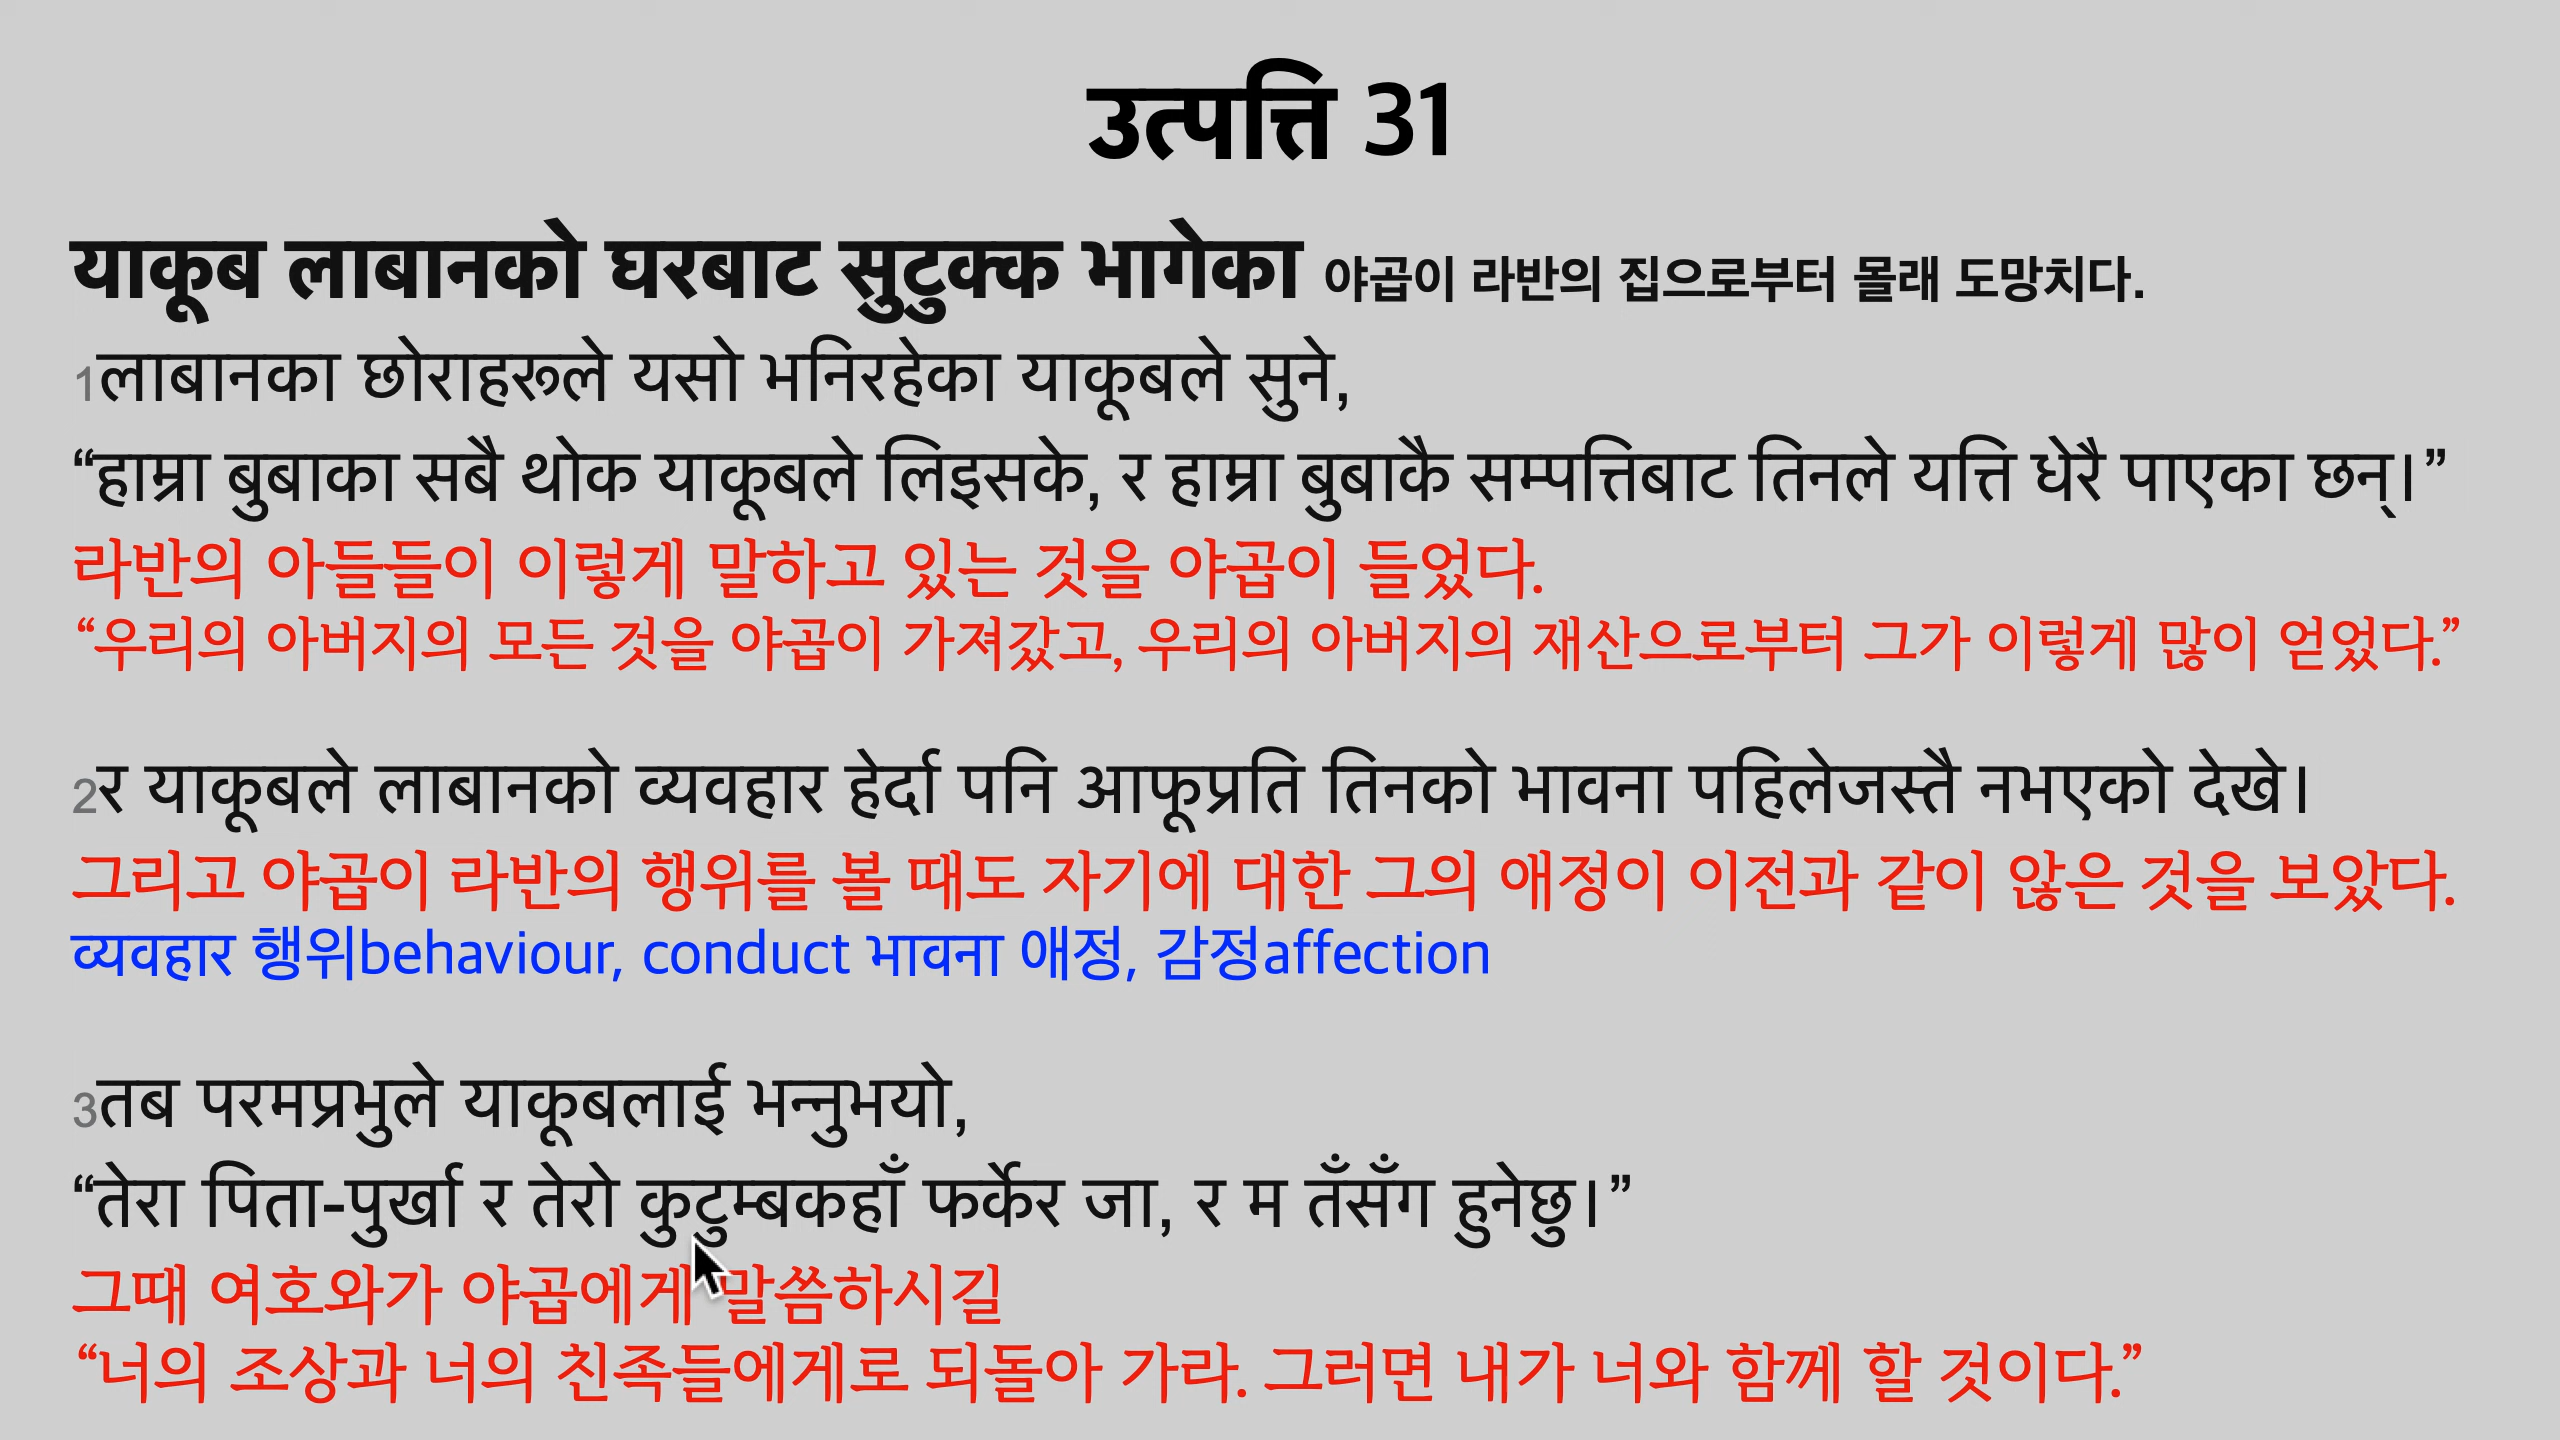 उत्पत्ति 31
याकूब लाबानको घरबाट सुटुक्क भागेका 야곱이 라반의 집으로부터 몰래 도망치다.
1लाबानका छोराहरूले यसो भनिरहेका याकूबले सुने,
“हाम्रा बुबाका सबै थोक याकूबले लिइसके, र हाम्रा बुबाकै सम्पत्तिबाट तिनले यत्ति धेरै पाएका छन्।”
라반의 아들들이 이렇게 말하고 있는 것을 야곱이 들었다.
“우리의 아버지의 모든 것을 야곱이 가져갔고, 우리의 아버지의 재산으로부터 그가 이렇게 많이 얻었다.”
2र याकूबले लाबानको व्यवहार हेर्दा पनि आफूप्रति तिनको भावना पहिलेजस्तै नभएको देखे।
그리고 야곱이 라반의 행위를 볼 때도 자기에 대한 그의 애정이 이전과 같이 않은 것을 보았다.
व्यवहार 행위behaviour, conduct भावना 애정, 감정affection
3तब परमप्रभुले याकूबलाई भन्नुभयो,
“तेरा पिता-पुर्खा र तेरो कुटुम्बकहाँ फर्केर जा, र म तँसँग हुनेछु।”
그때 여호와가 야곱에게 말씀하시길
“너의 조상과 너의 친족들에게로 되돌아 가라. 그러면 내가 너와 함께 할 것이다.”